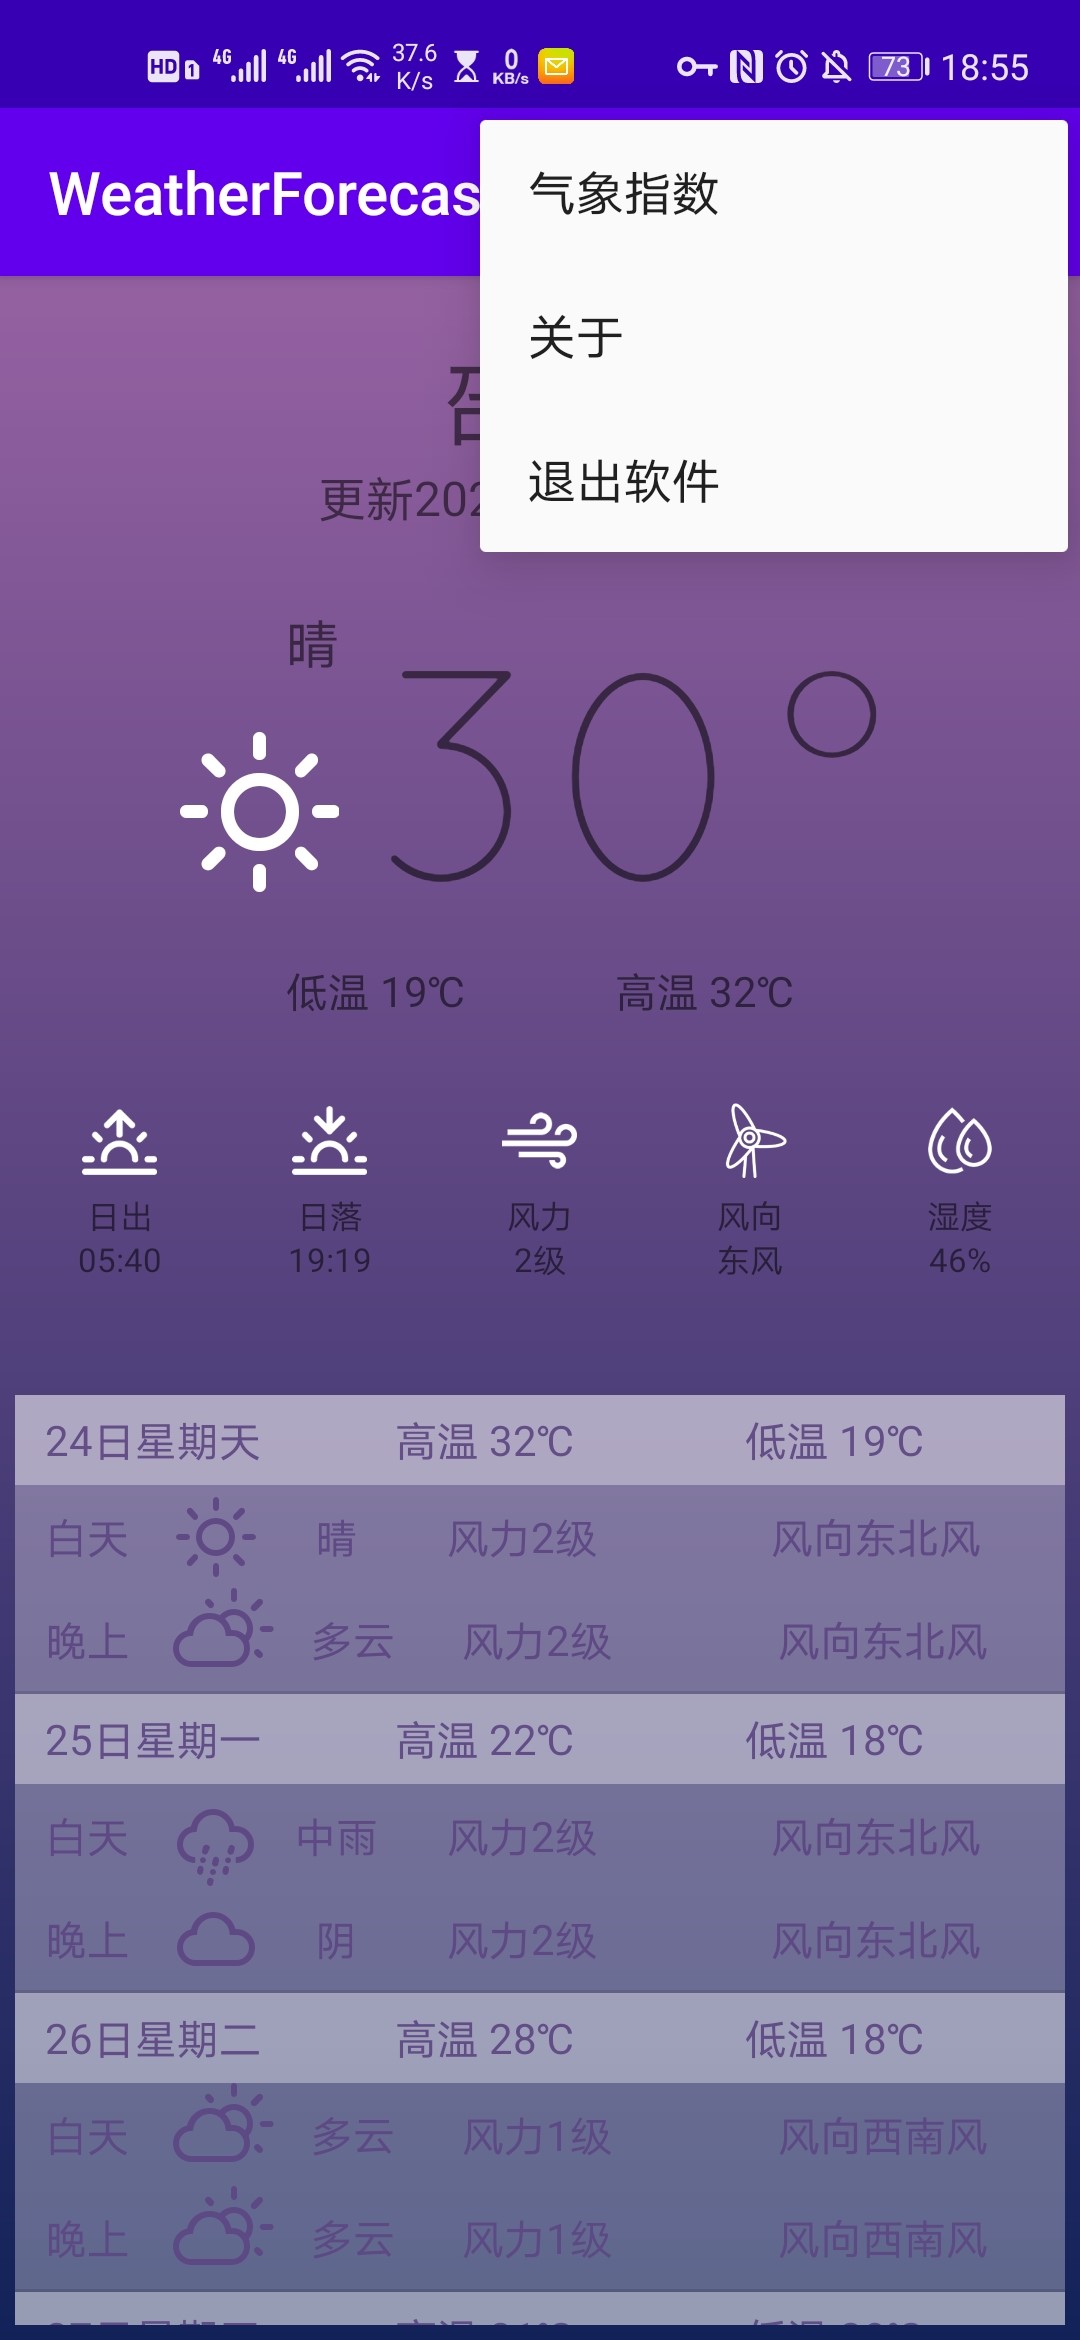 HD 1 4G 4G 37.6 K/s 0 KB/s 73 18:55
WeatherForecas
气象指数
关于
退出软件
更新202
晴
30°
低温 19℃ 高温 32℃
日出 日落 风力 风向 湿度
05:40 19:19 2级 东风 46%
24日星期天 高温 32℃ 低温 19℃
白天 晴 风力2级 风向东北风
晚上 多云 风力2级 风向东北风
25日星期一 高温 22℃ 低温 18℃
白天 中雨 风力2级 风向东北风
晚上 阴 风力2级 风向东北风
26日星期二 高温 28℃ 低温 18℃
白天 多云 风力1级 风向西南风
晚上 多云 风力1级 风向西南风